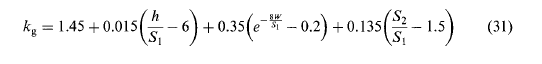 k_g = 1.45 + 0.015(h/S_1 − 6) + 0.35(e^{−8W/S_1} − 0.2) + 0.135(S_2/S_1 − 1.5) (31)